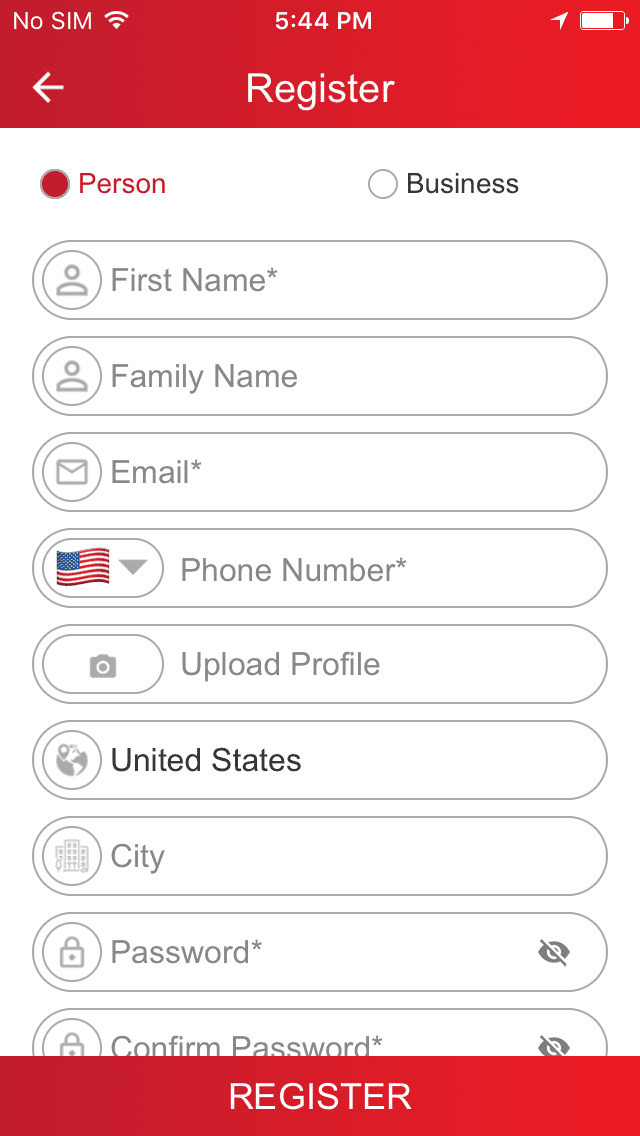 No SIM 5:44 PM
Register
Person Business
First Name*
Family Name
Email*
Phone Number*
Upload Profile
United States
City
Password*
Confirm Password*
REGISTER